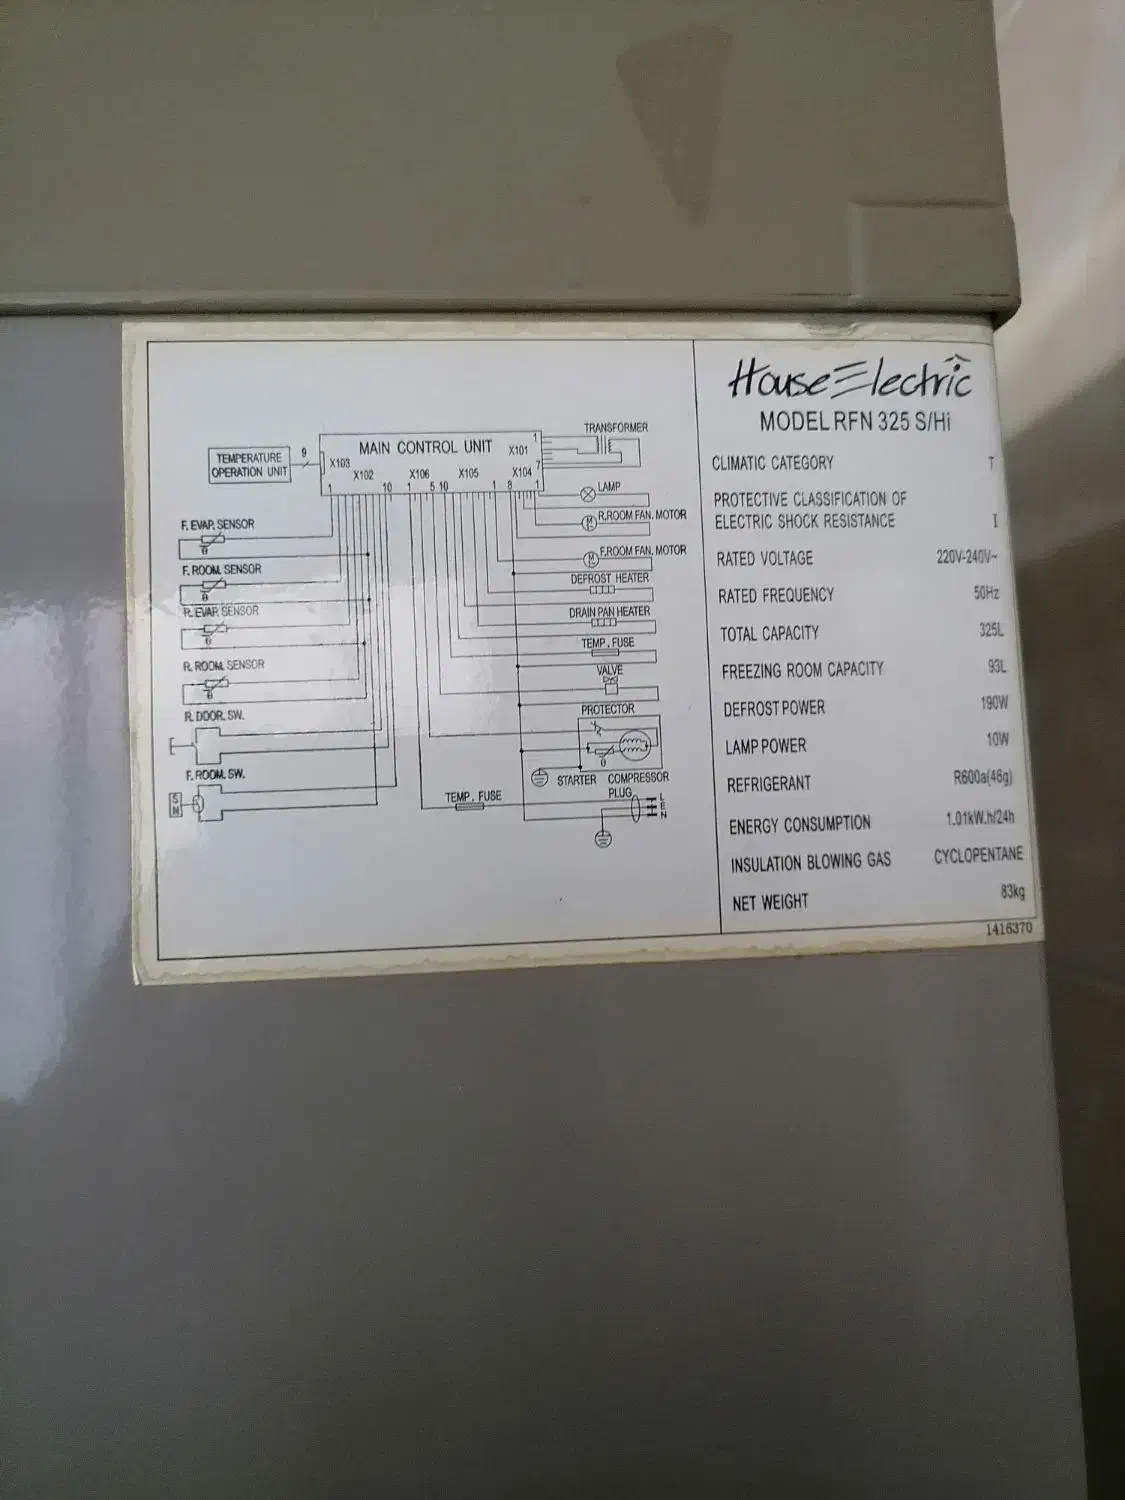 TEMPERATURE
OPERATION UNIT
9
MAIN CONTROL UNIT
X103
X102
X106
X105
X101
X104
1
7
1 10 1 5 10 1 8 1
TRANSFORMER
LAMP
R.ROOM FAN. MOTOR
M
F.ROOM FAN. MOTOR
M
DEFROST HEATER
DRAIN PAN HEATER
TEMP. FUSE
VALVE
PROTECTOR
θ
STARTER COMPRESSOR
PLUG
L
E
N
TEMP. FUSE
F. EVAP. SENSOR
θ
F. ROOM. SENSOR
θ
R. EVAP. SENSOR
θ
R. ROOM. SENSOR
θ
R. DOOR. SW.
F. ROOM. SW.
S
N
House Electric
MODEL RFN 325 S/Hi
CLIMATIC CATEGORY T
PROTECTIVE CLASSIFICATION OF
ELECTRIC SHOCK RESISTANCE I
RATED VOLTAGE 220V-240V~
RATED FREQUENCY 50Hz
TOTAL CAPACITY 325L
FREEZING ROOM CAPACITY 93L
DEFROST POWER 190W
LAMP POWER 10W
REFRIGERANT R600a(46g)
ENERGY CONSUMPTION 1.01kW.h/24h
INSULATION BLOWING GAS CYCLOPENTANE
NET WEIGHT 83kg
1416370